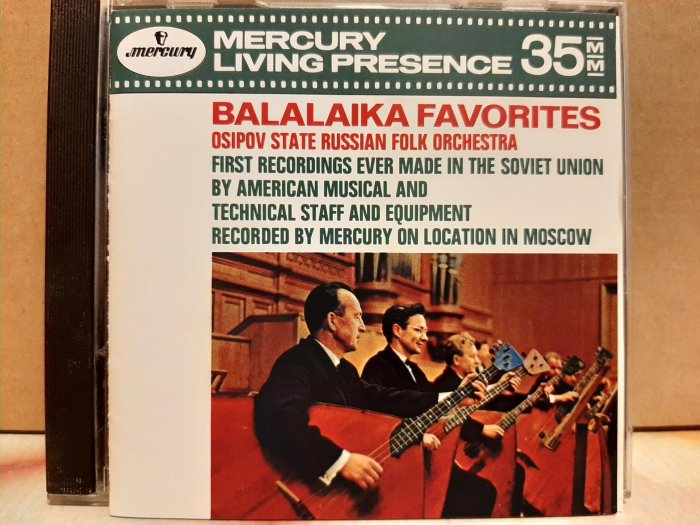 mercury
MERCURY
LIVING PRESENCE
35MM
BALALAIKA FAVORITES
OSIPOV STATE RUSSIAN FOLK ORCHESTRA
FIRST RECORDINGS EVER MADE IN THE SOVIET UNION
BY AMERICAN MUSICAL AND
TECHNICAL STAFF AND EQUIPMENT
RECORDED BY MERCURY ON LOCATION IN MOSCOW